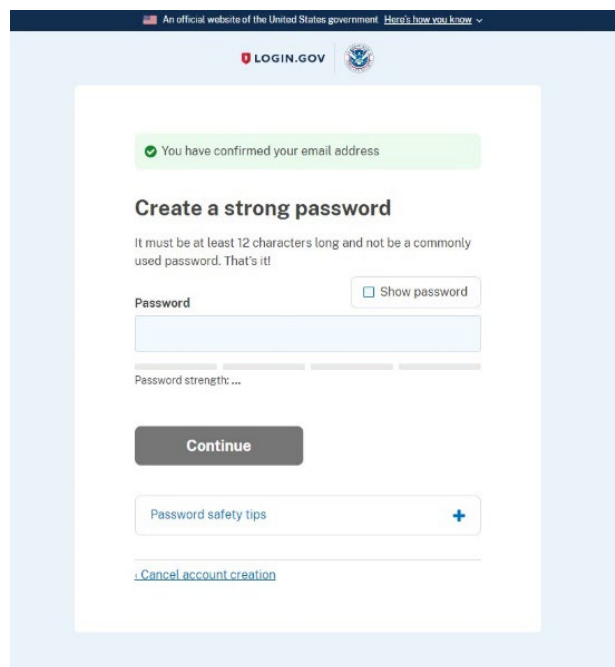 An official website of the United States government Here's how you know
LOGIN.GOV
You have confirmed your email address
Create a strong password
It must be at least 12 characters long and not be a commonly
used password. That's it!
Show password
Password
Password strength: ...
Continue
Password safety tips
‹ Cancel account creation